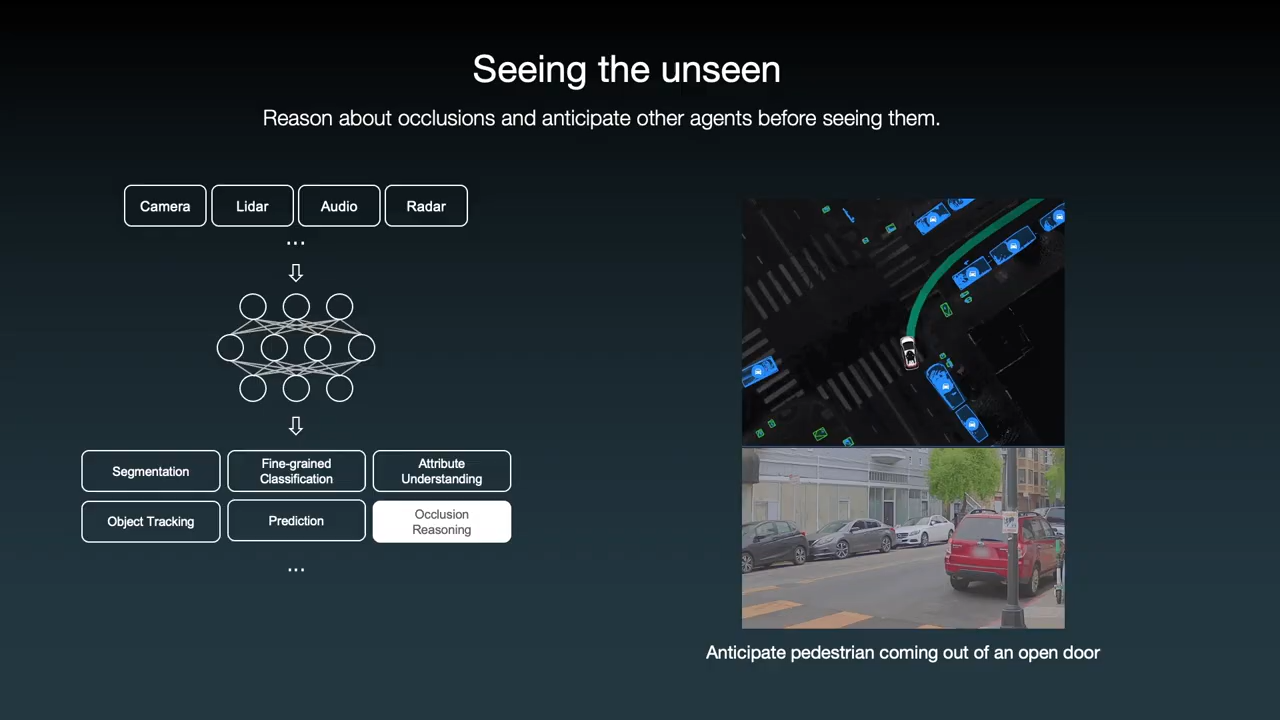 Seeing the unseen
Reason about occlusions and anticipate other agents before seeing them.
Camera
Lidar
Audio
Radar
...
Segmentation
Fine-grained
Classification
Attribute
Understanding
Object Tracking
Prediction
Occlusion
Reasoning
...
Anticipate pedestrian coming out of an open door